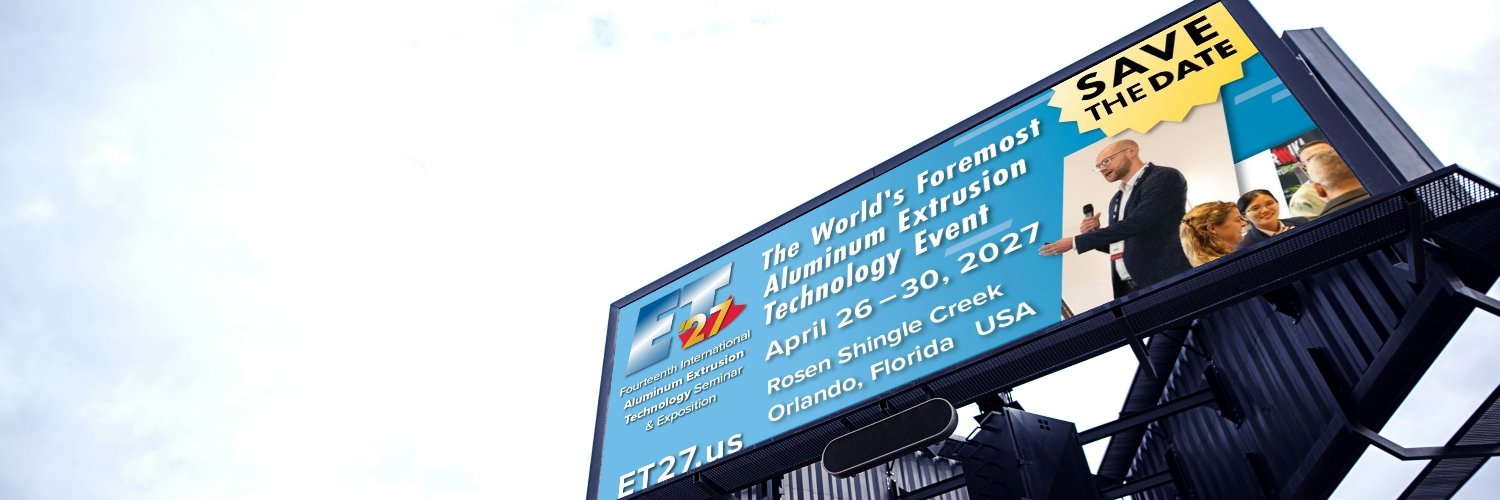 SAVE
THE DATE
The World's Foremost
Aluminum Extrusion
Technology Event
April 26 – 30, 2027
Rosen Shingle Creek
Orlando, Florida USA
ET
'27
Fourteenth International
Aluminum Extrusion
Technology Seminar
& Exposition
ET27.us